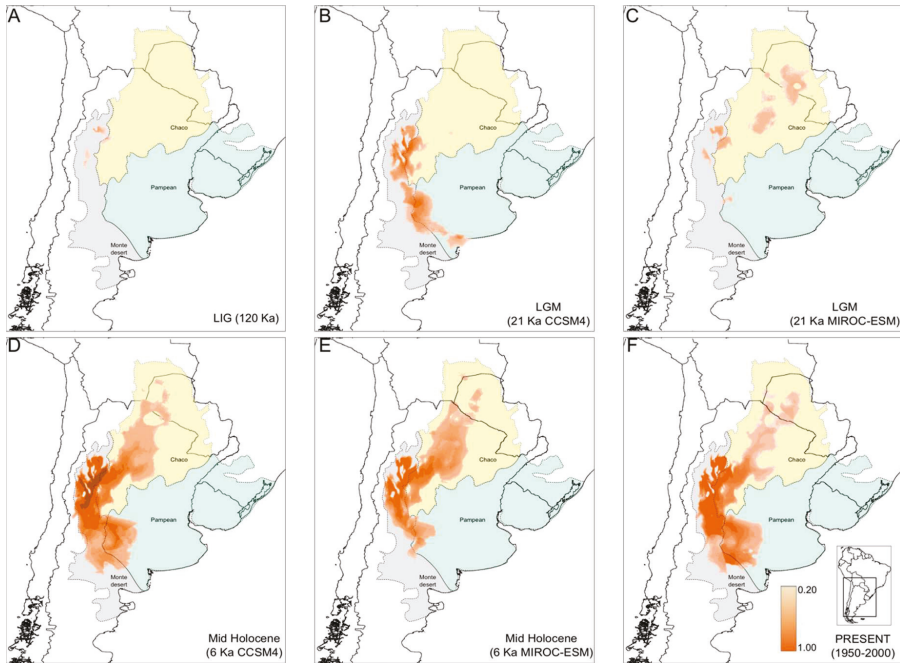 A
Chaco
Pampean
Monte
desert
LIG (120 Ka)
B
Chaco
Pampean
Monte
desert
LGM
(21 Ka CCSM4)
C
Chaco
Pampean
Monte
desert
LGM
(21 Ka MIROC-ESM)
D
Chaco
Pampean
Monte
desert
Mid Holocene
(6 Ka CCSM4)
E
Chaco
Pampean
Monte
desert
Mid Holocene
(6 Ka MIROC-ESM)
F
Chaco
Pampean
Monte
desert
0.20
1.00
PRESENT
(1950-2000)